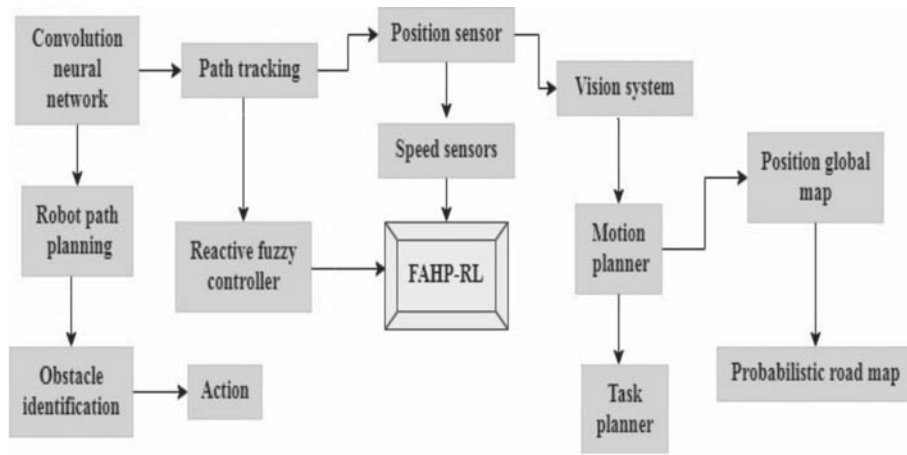 Convolution
neural
network
Path tracking
Position sensor
Vision system
Speed sensors
Position global
map
Robot path
planning
Reactive fuzzy
controller
FAHP-RL
Motion
planner
Obstacle
identification
Action
Task
planner
Probabilistic road map